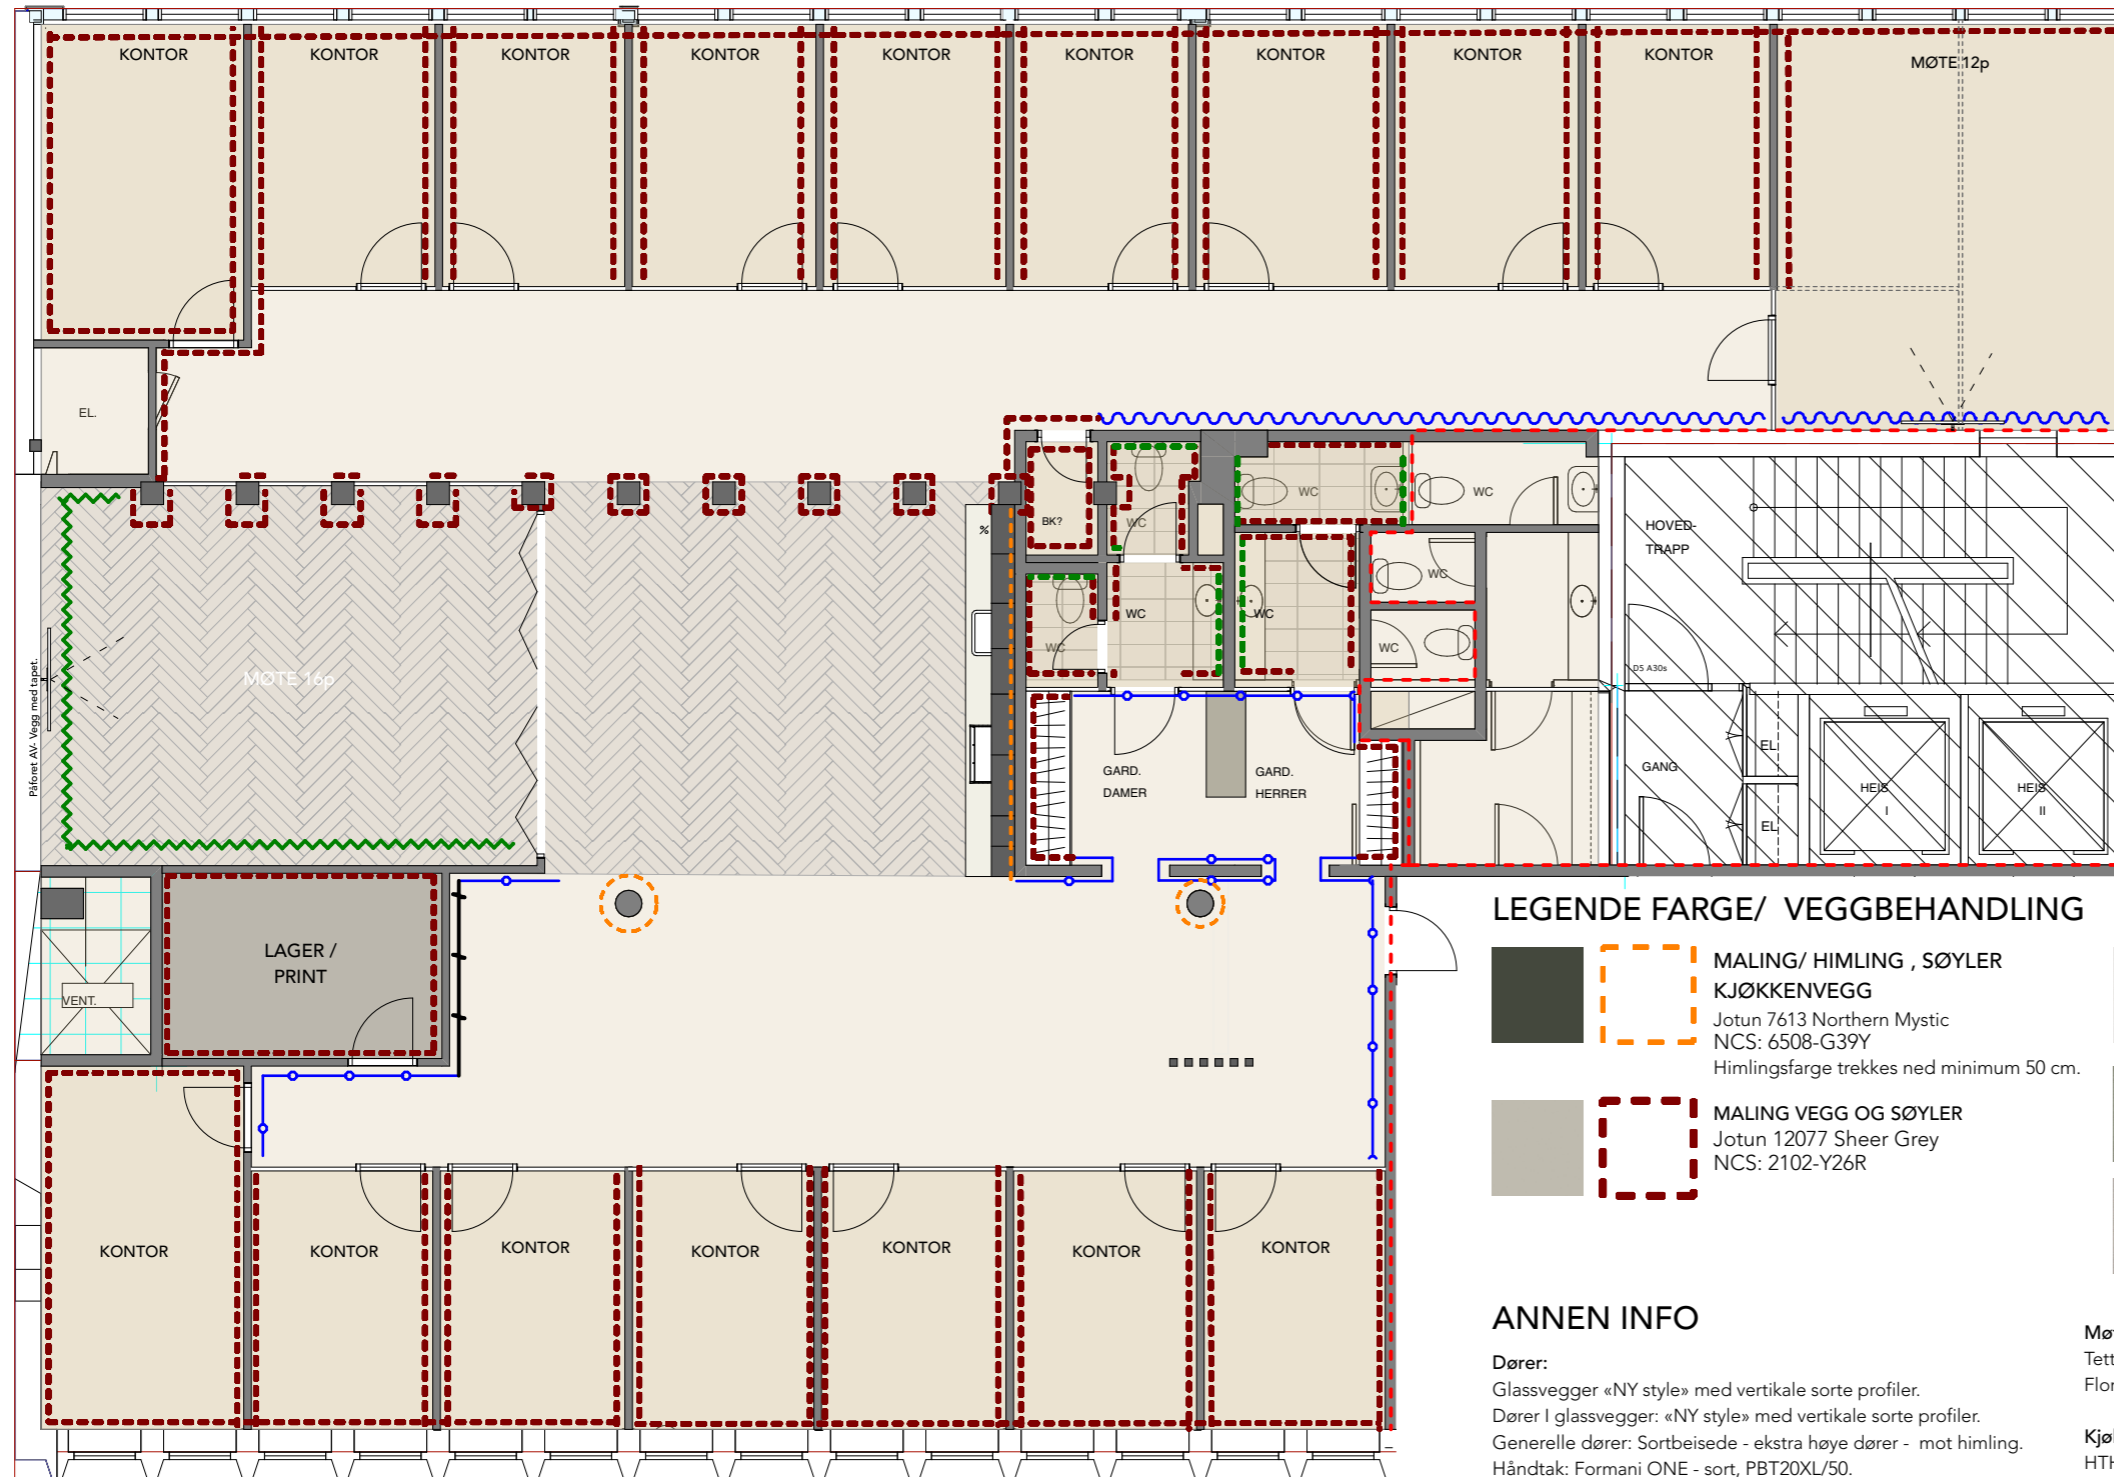 KONTOR
KONTOR
KONTOR
KONTOR
KONTOR
KONTOR
KONTOR
KONTOR
KONTOR
MØTE 12p
EL.
BK?
WC
WC
WC
HOVED-
TRAPP
%
WC
WC
WC
WC
WC
D5 A30s
MØTE 16p
Påforet AV- Vegg med tapet.
GARD.
DAMER
GARD.
HERRER
GANG
EL
EL
HEIS
I
HEIS
II
LAGER /
PRINT
VENT.
KONTOR
KONTOR
KONTOR
KONTOR
KONTOR
KONTOR
KONTOR
LEGENDE FARGE/ VEGGBEHANDLING
MALING/ HIMLING , SØYLER
KJØKKENVEGG
Jotun 7613 Northern Mystic
NCS: 6508-G39Y
Himlingsfarge trekkes ned minimum 50 cm.
MALING VEGG OG SØYLER
Jotun 12077 Sheer Grey
NCS: 2102-Y26R
ANNEN INFO
Dører:
Glassvegger «NY style» med vertikale sorte profiler.
Dører I glassvegger: «NY style» med vertikale sorte profiler.
Generelle dører: Sortbeisede - ekstra høye dører - mot himling.
Håndtak: Formani ONE - sort, PBT20XL/50.